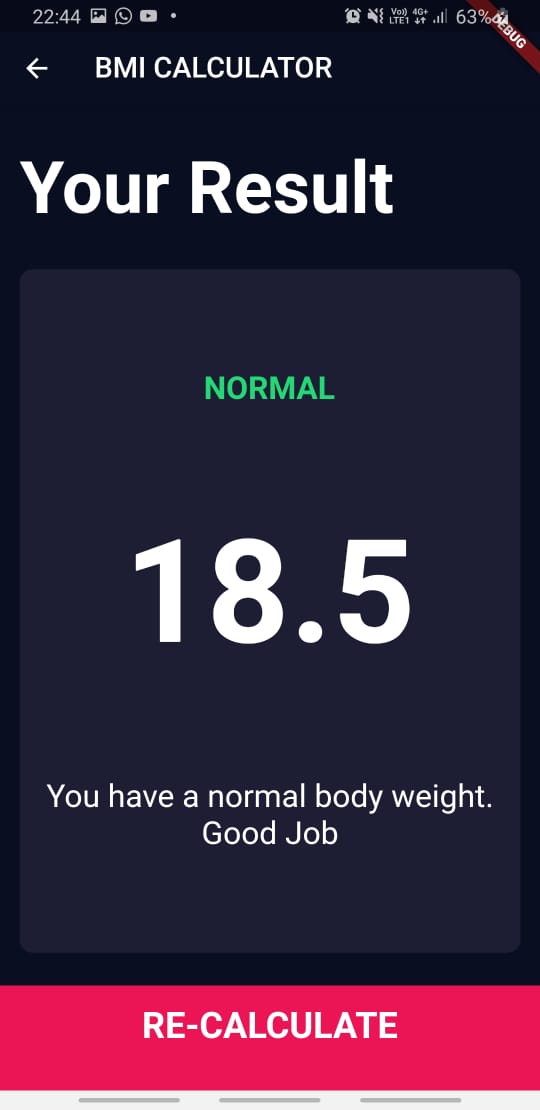 22:44
Vo)) 4G+
LTE1
63%
DEBUG
BMI CALCULATOR
Your Result
NORMAL
18.5
You have a normal body weight.
Good Job
RE-CALCULATE